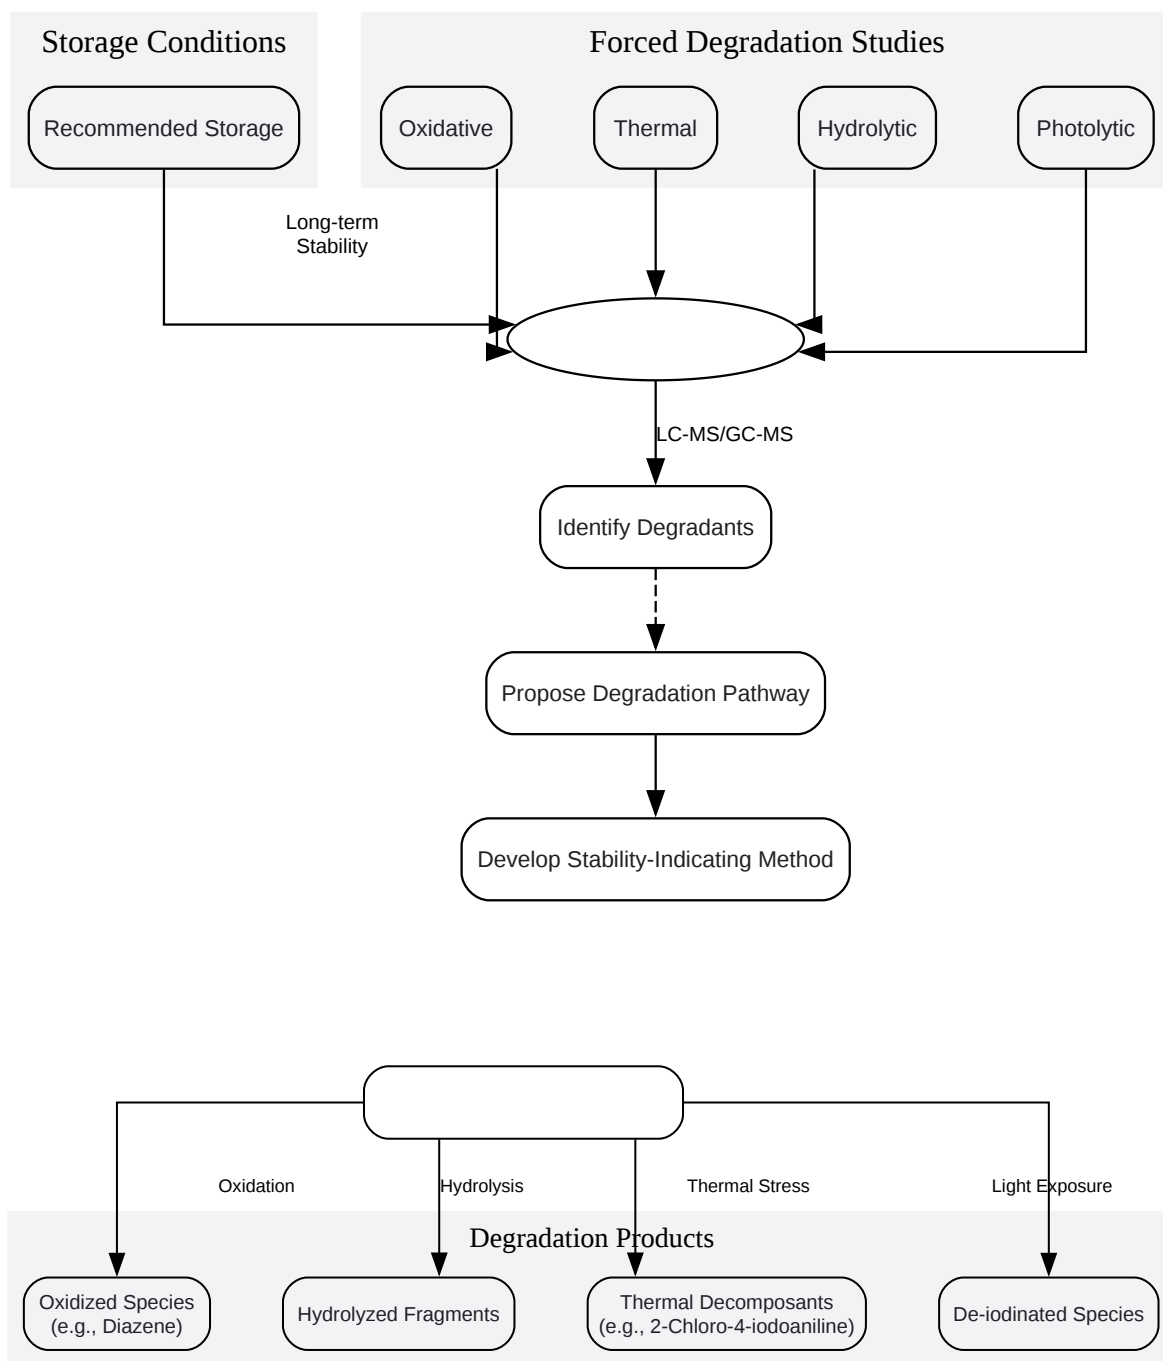 Storage Conditions
Forced Degradation Studies
Recommended Storage
Oxidative
Thermal
Hydrolytic
Photolytic
Long-term
Stability
LC-MS/GC-MS
Identify Degradants
Propose Degradation Pathway
Develop Stability-Indicating Method
Oxidation
Hydrolysis
Thermal Stress
Light Exposure
Degradation Products
Oxidized Species
(e.g., Diazene)
Hydrolyzed Fragments
Thermal Decomposants
(e.g., 2-Chloro-4-iodoaniline)
De-iodinated Species